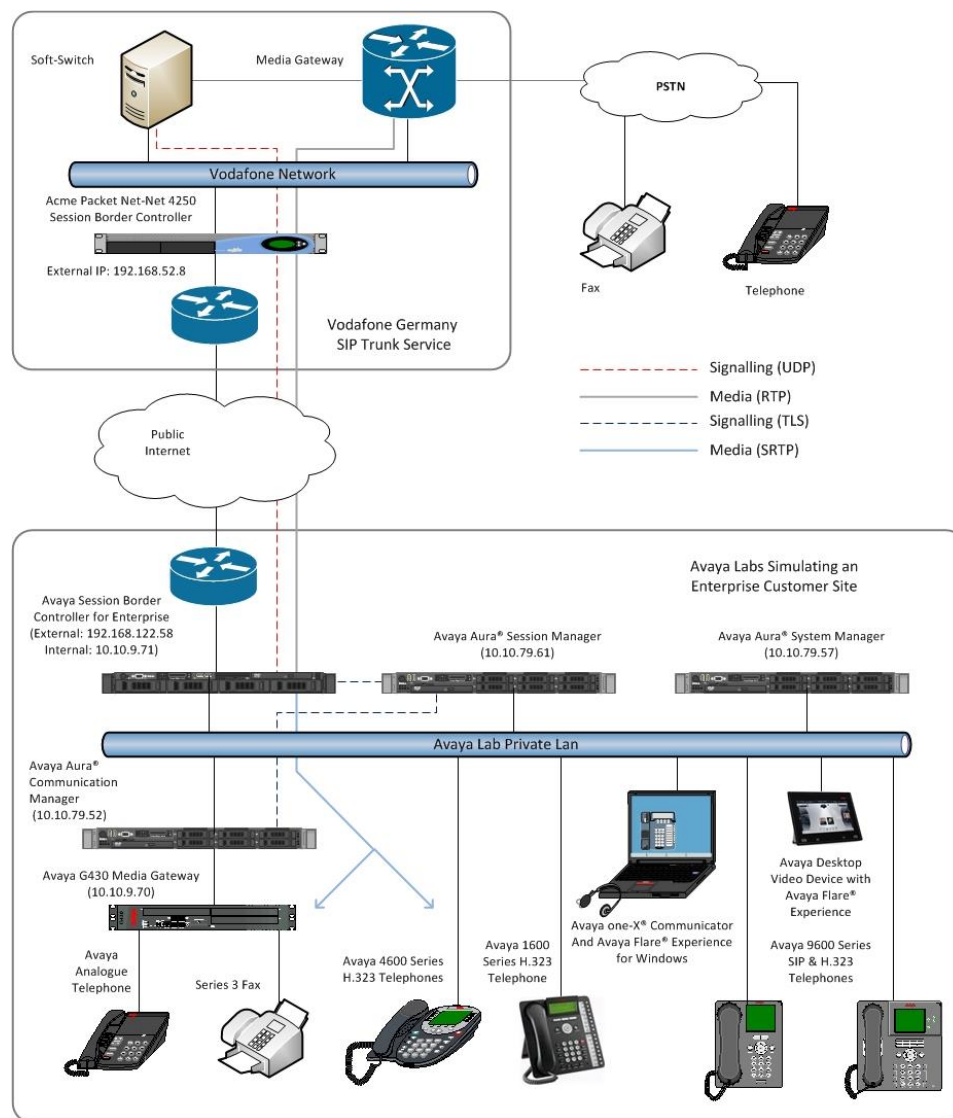 Soft-Switch
Media Gateway
PSTN
Vodafone Network
Acme Packet Net-Net 4250
Session Border Controller
External IP: 192.168.52.8
Fax
Telephone
Vodafone Germany
SIP Trunk Service
Signalling (UDP)
Media (RTP)
Signalling (TLS)
Media (SRTP)
Public
Internet
Avaya Labs Simulating an
Enterprise Customer Site
Avaya Session Border
Controller for Enterprise
(External: 192.168.122.58
Internal: 10.10.9.71)
Avaya Aura® Session Manager
(10.10.79.61)
Avaya Aura® System Manager
(10.10.79.57)
Avaya Lab Private Lan
Avaya Aura®
Communication
Manager
(10.10.79.52)
Avaya G430 Media Gateway
(10.10.9.70)
Avaya
Analogue
Telephone
Series 3 Fax
Avaya 4600 Series
H.323 Telephones
Avaya 1600
Series H.323
Telephone
Avaya one-X® Communicator
And Avaya Flare® Experience
for Windows
Avaya Desktop
Video Device with
Avaya Flare®
Experience
Avaya 9600 Series
SIP & H.323
Telephones